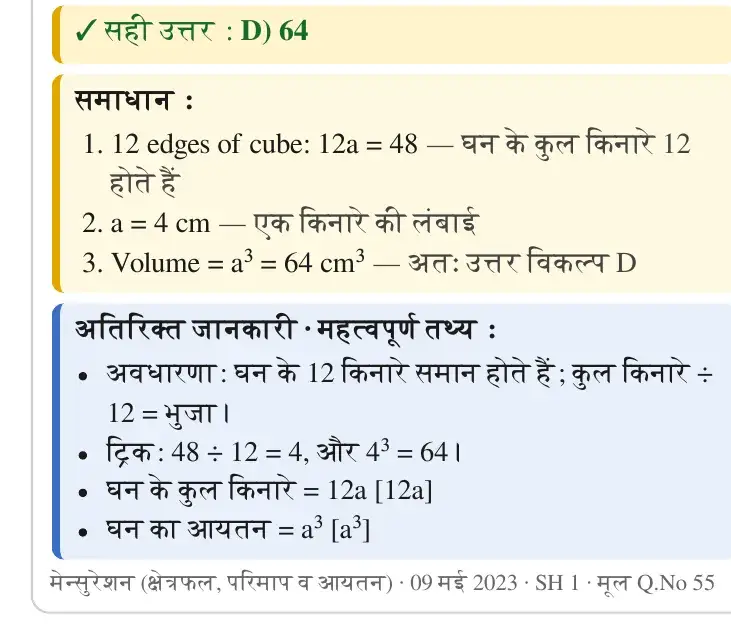 ✓ सही उत्तर : D) 64
समाधान :
1. 12 edges of cube: 12a = 48 — घन के कुल किनारे 12
होते हैं
2. a = 4 cm — एक किनारे की लंबाई
3. Volume = a³ = 64 cm³ — अतः उत्तर विकल्प D
अतिरिक्त जानकारी · महत्वपूर्ण तथ्य :
• अवधारणा : घन के 12 किनारे समान होते हैं ; कुल किनारे ÷
12 = भुजा।
• ट्रिक : 48 ÷ 12 = 4, और 4³ = 64।
• घन के कुल किनारे = 12a [12a]
• घन का आयतन = a³ [a³]
मेन्सुरेशन (क्षेत्रफल, परिमाप व आयतन) · 09 मई 2023 · SH 1 · मूल Q.No 55